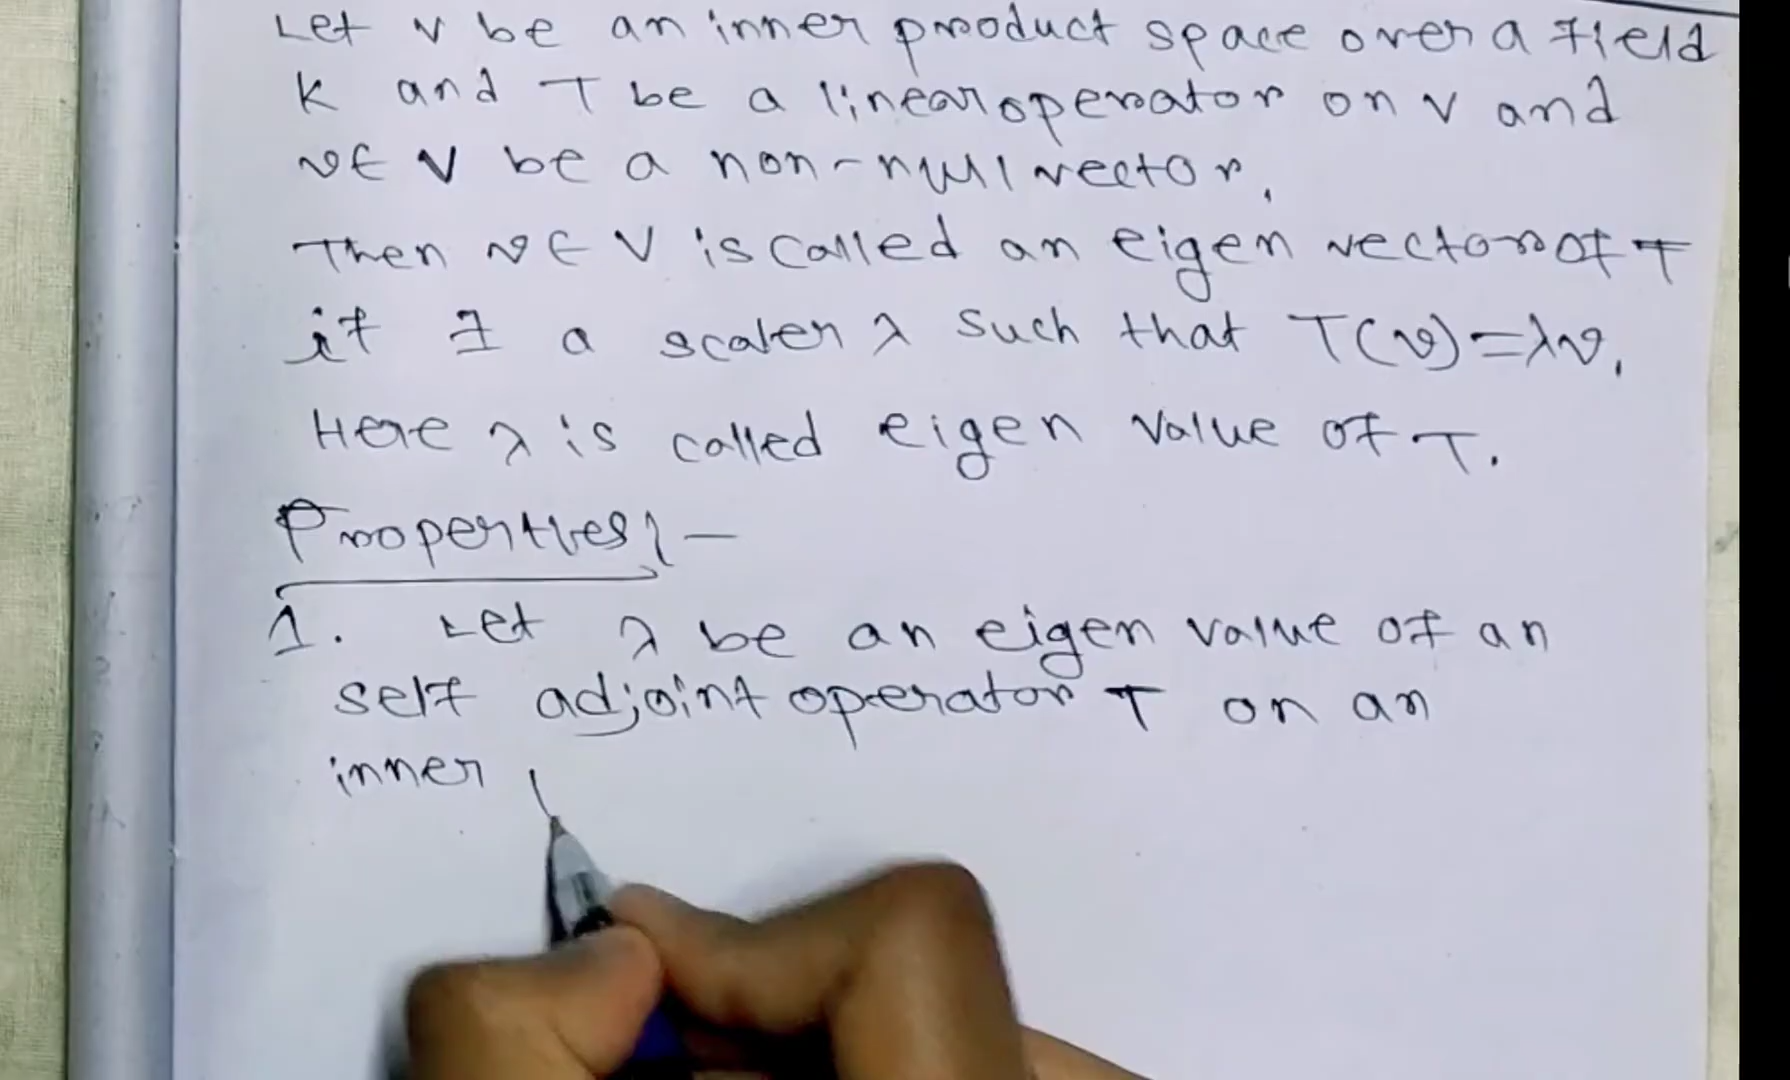 Let V be an inner product space over a field
K and T be a linear operator on V and
v ∈ V be a non-null vector.
Then v ∈ V is called an eigen vector of T
if ∃ a scaler λ such that T(v)=λv.
Here λ is called eigen value of T.
Properties:-
1. Let λ be an eigen value of an
self adjoint operator T on an
inner